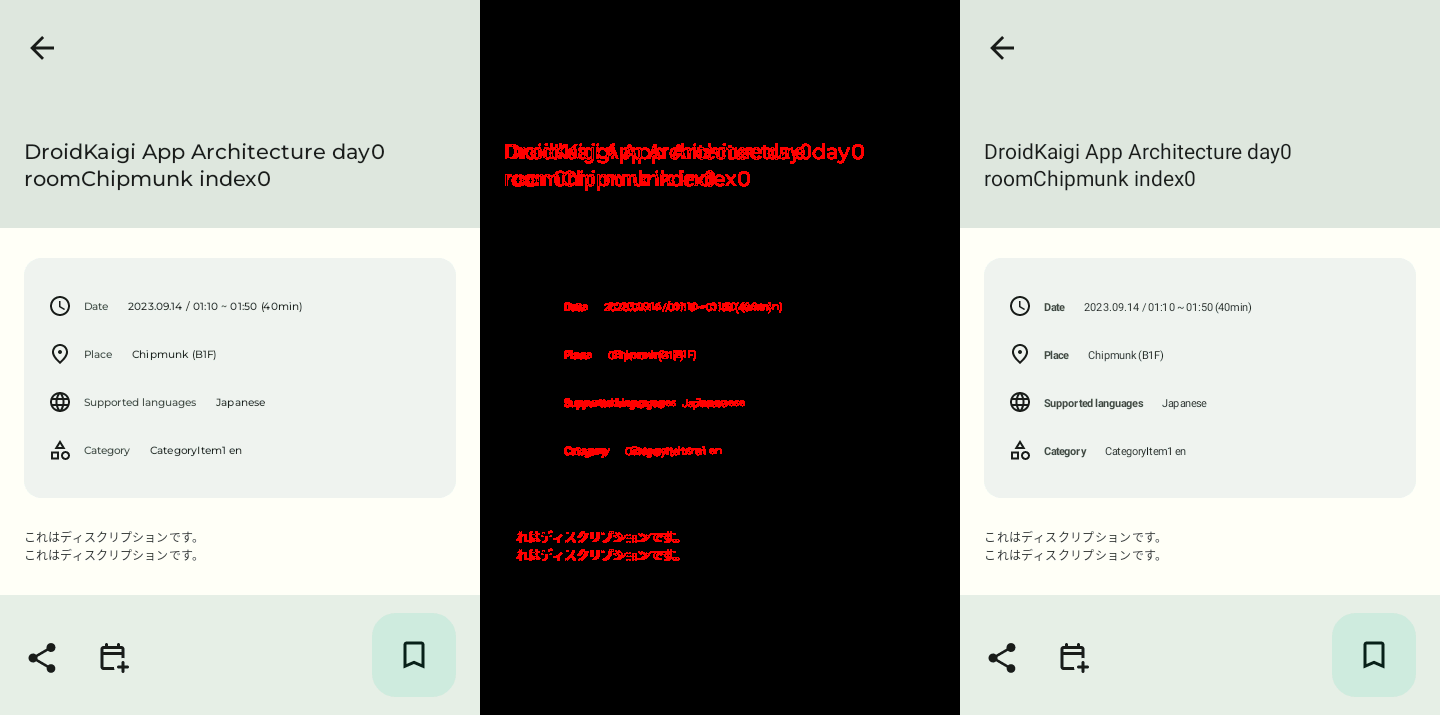 DroidKaigi App Architecture day0
roomChipmunk index0
Date 2023.09.14 / 01:10 ~ 01:50 (40min)
Place Chipmunk (B1F)
Supported languages Japanese
Category CategoryItem1 en
これはディスクリプションです。
これはディスクリプションです。
DroidKaigi App Architecture day0
roomChipmunk index0
Date 2023.09.14 / 01:10 ~ 01:50 (40min)
Place Chipmunk (B1F)
Supported languages Japanese
Category CategoryItem1 en
これはディスクリプションです。
これはディスクリプションです。